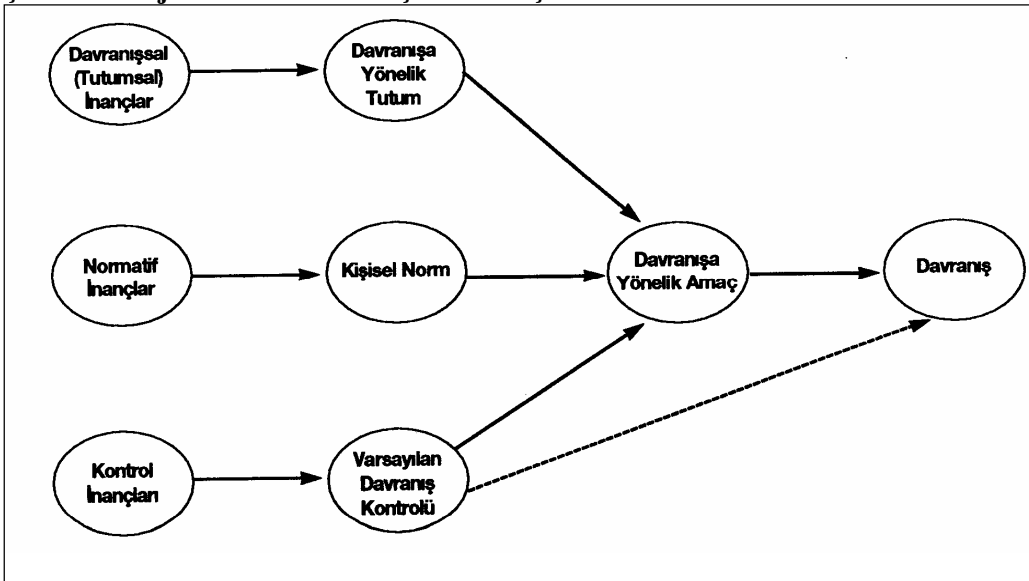 Davranışsal
(Tutumsal)
İnançlar
Davranışa
Yönelik
Tutum
Normatif
İnançlar
Kişisel Norm
Davranışa
Yönelik Amaç
Davranış
Kontrol
İnançları
Varsayılan
Davranış
Kontrolü